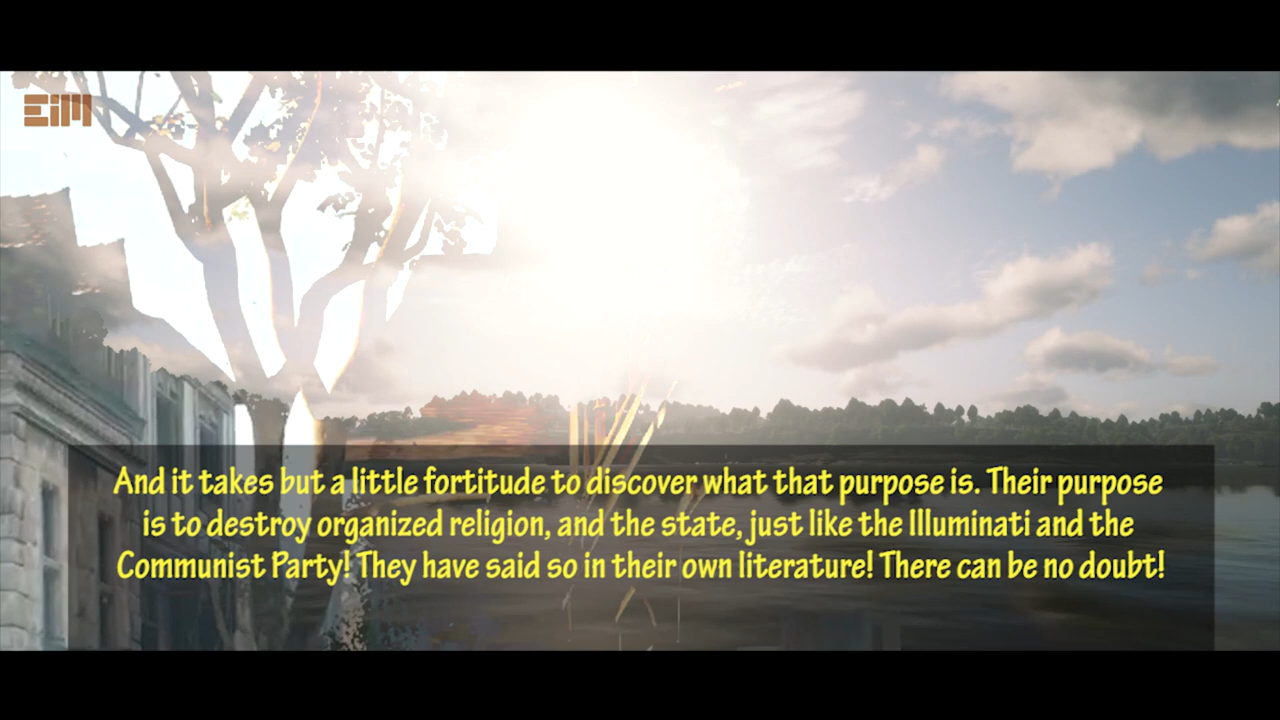 EiM
And it takes but a little fortitude to discover what that purpose is. Their purpose
is to destroy organized religion, and the state, just like the Illuminati and the
Communist Party! They have said so in their own literature! There can be no doubt!